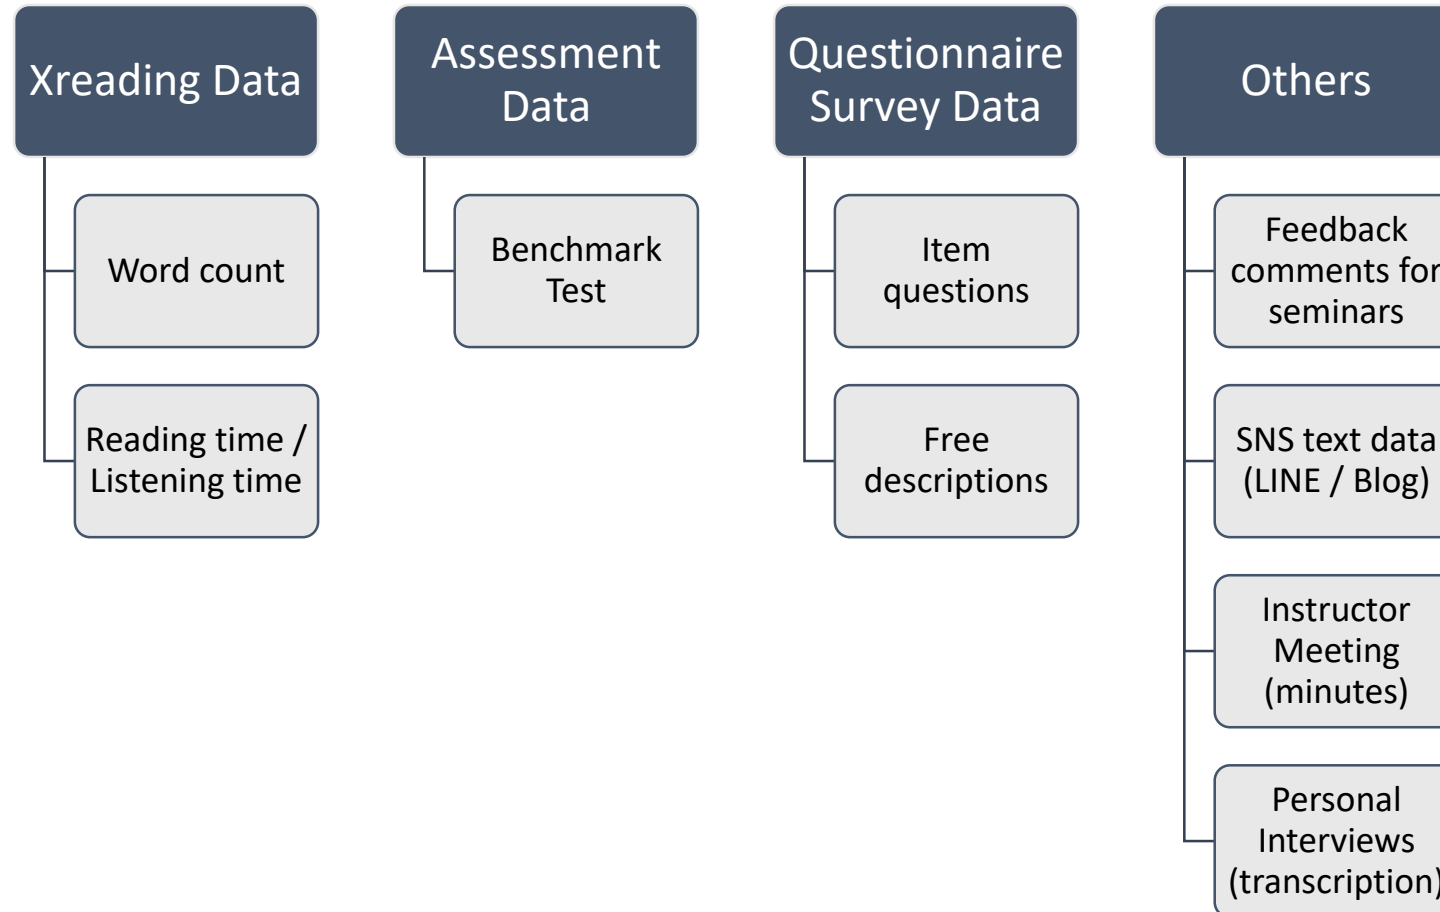 Xreading Data
Word count
Reading time /
Listening time
Assessment
Data
Benchmark
Test
Questionnaire
Survey Data
Item
questions
Free
descriptions
Others
Feedback
comments for
seminars
SNS text data
(LINE / Blog)
Instructor
Meeting
(minutes)
Personal
Interviews
(transcription)